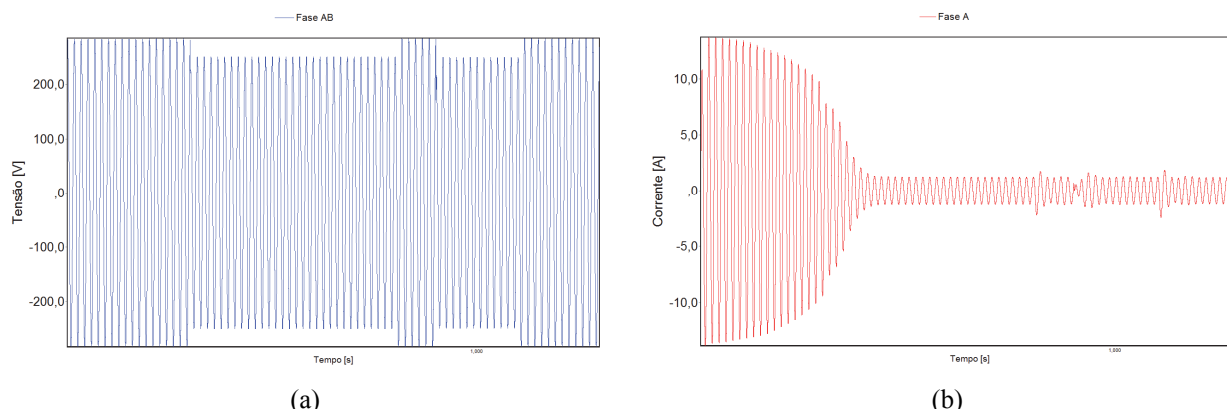 Fase AB
200,0
100,0
,0
-100,0
-200,0
Tensão [V]
1,000
Tempo [s]
(a)
Fase A
10,0
5,0
,0
-5,0
-10,0
Corrente [A]
1,000
Tempo [s]
(b)